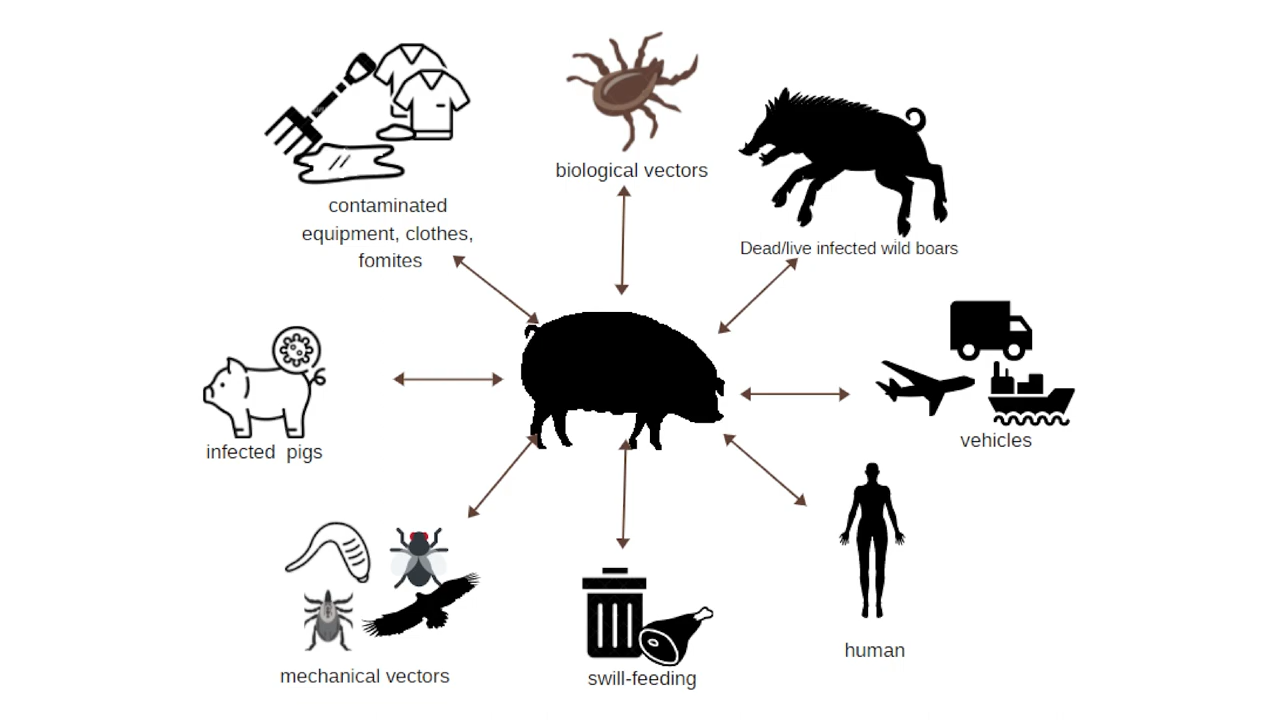 biological vectors
contaminated
equipment, clothes,
fomites
Dead/live infected wild boars
infected  pigs
vehicles
human
mechanical vectors
swill-feeding